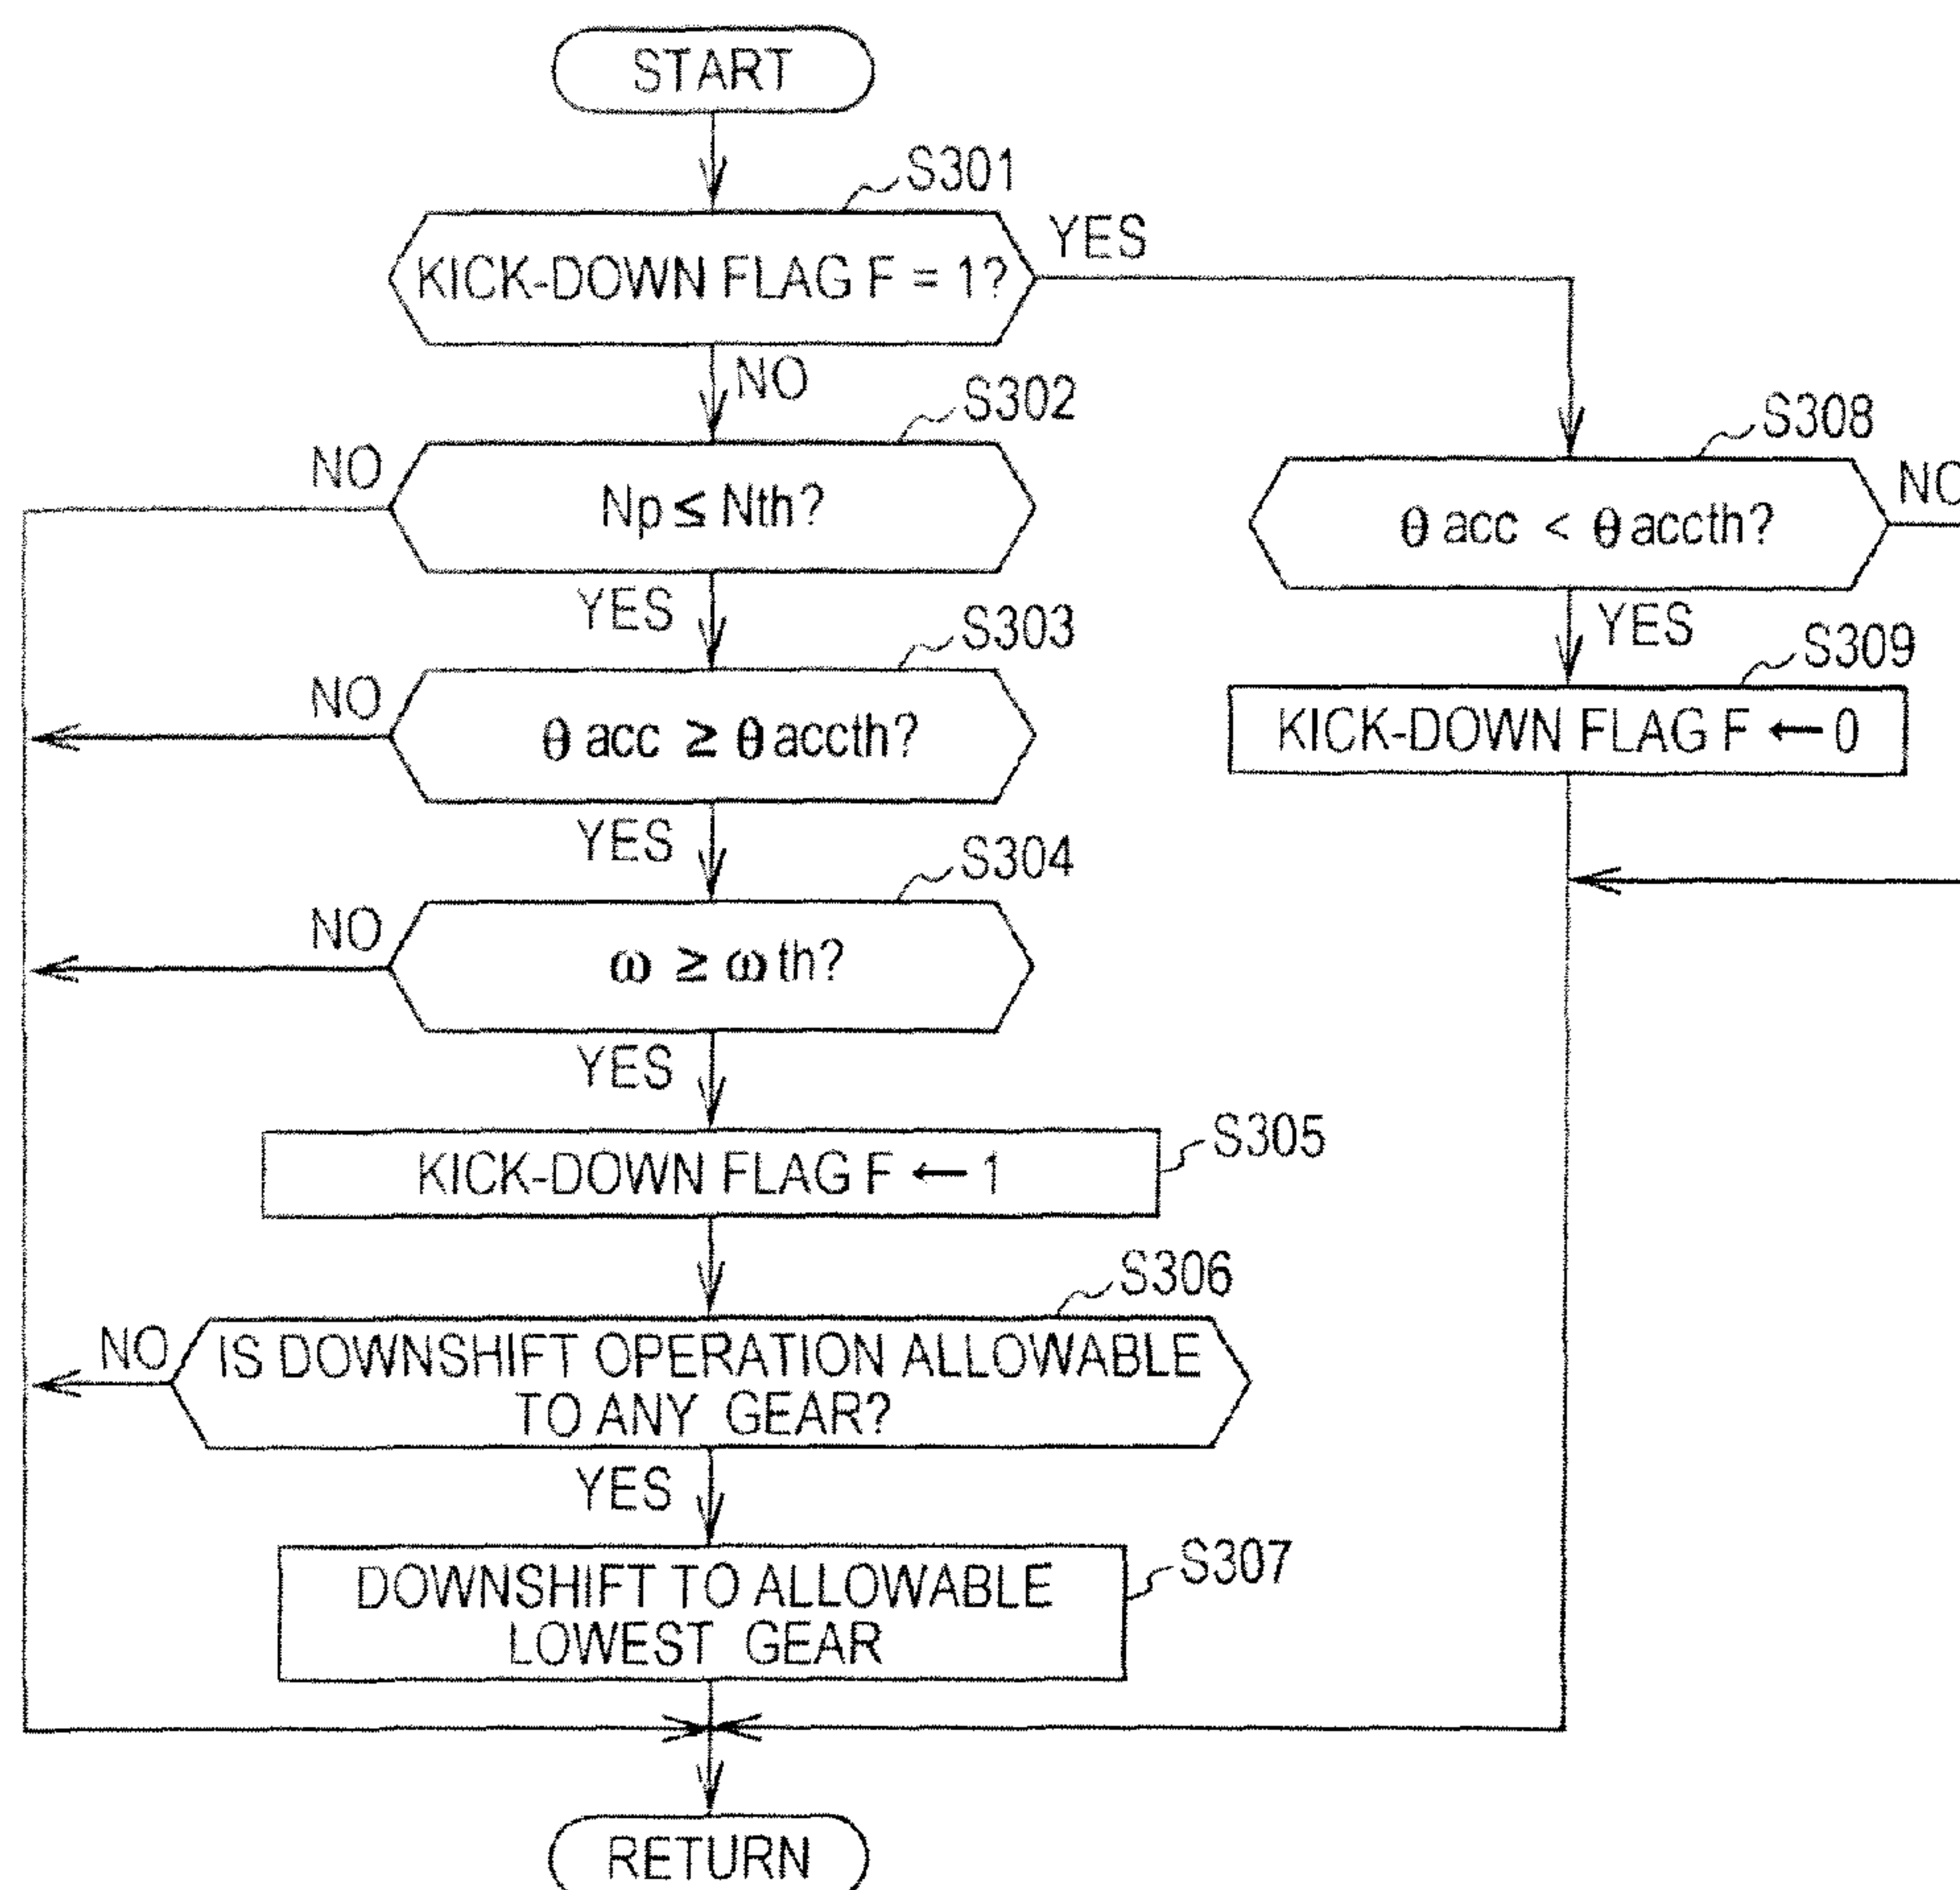 START
S301
KICK-DOWN FLAG F = 1?
YES
NO
S302
NO
Np ≤ Nth?
YES
S303
NO
θ acc ≥ θ accth?
YES
S304
NO
ω ≥ ω th?
YES
S305
KICK-DOWN FLAG F ← 1
S306
NO
IS DOWNSHIFT OPERATION ALLOWABLE
TO ANY GEAR?
YES
S307
DOWNSHIFT TO ALLOWABLE
LOWEST GEAR
RETURN
S308
NO
θ acc < θ accth?
YES
S309
KICK-DOWN FLAG F ← 0